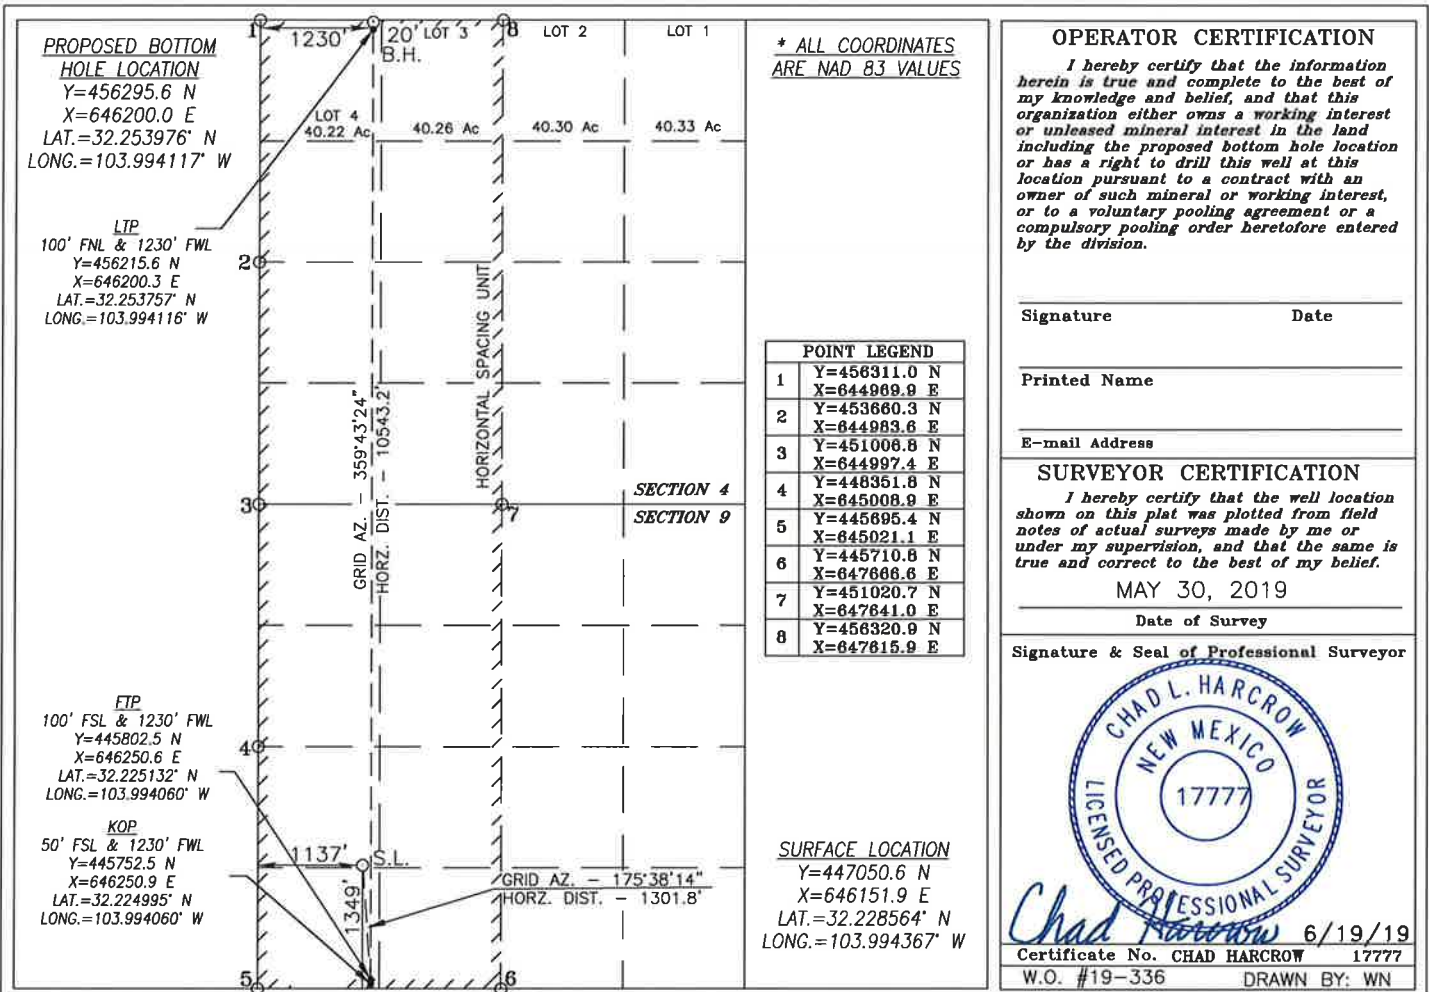 PROPOSED BOTTOM
HOLE LOCATION
Y=456295.6 N
X=646200.0 E
LAT.=32.253976° N
LONG.=103.994117° W
LTP
100' FNL & 1230' FWL
Y=456215.6 N
X=646200.3 E
LAT.=32.253757° N
LONG.=103.994116° W
FTP
100' FSL & 1230' FWL
Y=445802.5 N
X=646250.6 E
LAT.=32.225132° N
LONG.=103.994060° W
KOP
50' FSL & 1230' FWL
Y=445752.5 N
X=646250.9 E
LAT.=32.224995° N
LONG.=103.994060° W
1
1230'
20'
B.H.
LOT 3
8
LOT 2
LOT 1
LOT 4
40.22 Ac
40.26 Ac
40.30 Ac
40.33 Ac
2
HORIZONTAL SPACING UNIT
GRID AZ. - 359°43'24"
HORZ. DIST. - 10543.2'
3
7
SECTION 4
SECTION 9
4
1137'
S.L.
1349'
GRID AZ. - 175°38'14"
HORZ. DIST. - 1301.8'
5
6
* ALL COORDINATES
ARE NAD 83 VALUES
POINT LEGEND
1 Y=456311.0 N
X=644969.9 E
2 Y=453660.3 N
X=644983.6 E
3 Y=451006.8 N
X=644997.4 E
4 Y=448351.8 N
X=645008.9 E
5 Y=445695.4 N
X=645021.1 E
6 Y=445710.8 N
X=647666.6 E
7 Y=451020.7 N
X=647641.0 E
8 Y=456320.9 N
X=647615.9 E
SURFACE LOCATION
Y=447050.6 N
X=646151.9 E
LAT.=32.228564° N
LONG.=103.994367° W
OPERATOR CERTIFICATION
I hereby certify that the information
herein is true and complete to the best of
my knowledge and belief, and that this
organization either owns a working interest
or unleased mineral interest in the land
including the proposed bottom hole location
or has a right to drill this well at this
location pursuant to a contract with an
owner of such mineral or working interest,
or to a voluntary pooling agreement or a
compulsory pooling order heretofore entered
by the division.
Signature Date
Printed Name
E-mail Address
SURVEYOR CERTIFICATION
I hereby certify that the well location
shown on this plat was plotted from field
notes of actual surveys made by me or
under my supervision, and that the same is
true and correct to the best of my belief.
MAY 30, 2019
Date of Survey
Signature & Seal of Professional Surveyor
CHAD L. HARCROW
NEW MEXICO
17777
LICENSED PROFESSIONAL SURVEYOR
Chad Harcrow 6/19/19
Certificate No. CHAD HARCROW 17777
W.O. #19-336 DRAWN BY: WN